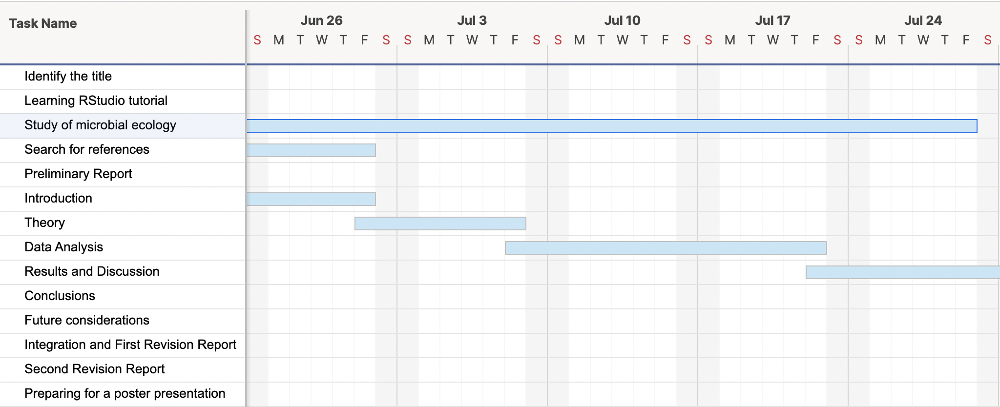 Task Name
Jun 26 Jul 3 Jul 10 Jul 17 Jul 24
S M T W T F S S M T W T F S S M T W T F S S M T W T F S S M T W T F S
Identify the title
Learning RStudio tutorial
Study of microbial ecology
Search for references
Preliminary Report
Introduction
Theory
Data Analysis
Results and Discussion
Conclusions
Future considerations
Integration and First Revision Report
Second Revision Report
Preparing for a poster presentation